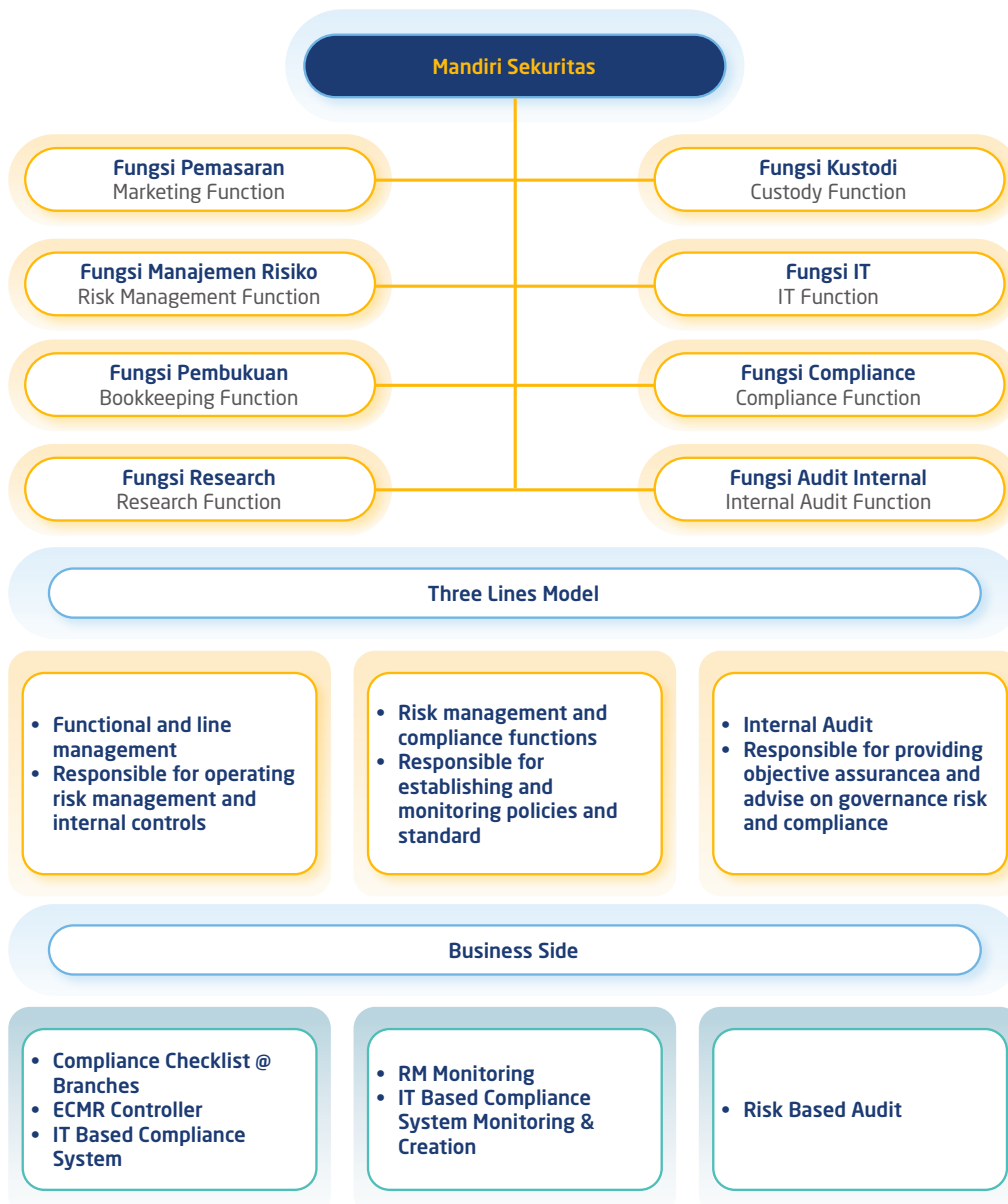 Mandiri Sekuritas
Fungsi Pemasaran
Marketing Function
Fungsi Kustodi
Custody Function
Fungsi Manajemen Risiko
Risk Management Function
Fungsi IT
IT Function
Fungsi Pembukuan
Bookkeeping Function
Fungsi Compliance
Compliance Function
Fungsi Research
Research Function
Fungsi Audit Internal
Internal Audit Function
Three Lines Model
• Functional and line
management
• Responsible for operating
risk management and
internal controls
• Risk management and
compliance functions
• Responsible for
establishing and
monitoring policies and
standard
• Internal Audit
• Responsible for providing
objective assurancea and
advise on governance risk
and compliance
Business Side
• Compliance Checklist @
Branches
• ECMR Controller
• IT Based Compliance
System
• RM Monitoring
• IT Based Compliance
System Monitoring &
Creation
• Risk Based Audit